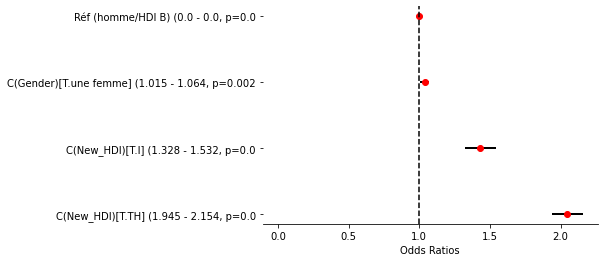 Réf (homme/HDI B) (0.0 - 0.0, p=0.0
C(Gender)[T.une femme] (1.015 - 1.064, p=0.002
C(New_HDI)[T.I] (1.328 - 1.532, p=0.0
C(New_HDI)[T.TH] (1.945 - 2.154, p=0.0
0.0 0.5 1.0 1.5 2.0
Odds Ratios